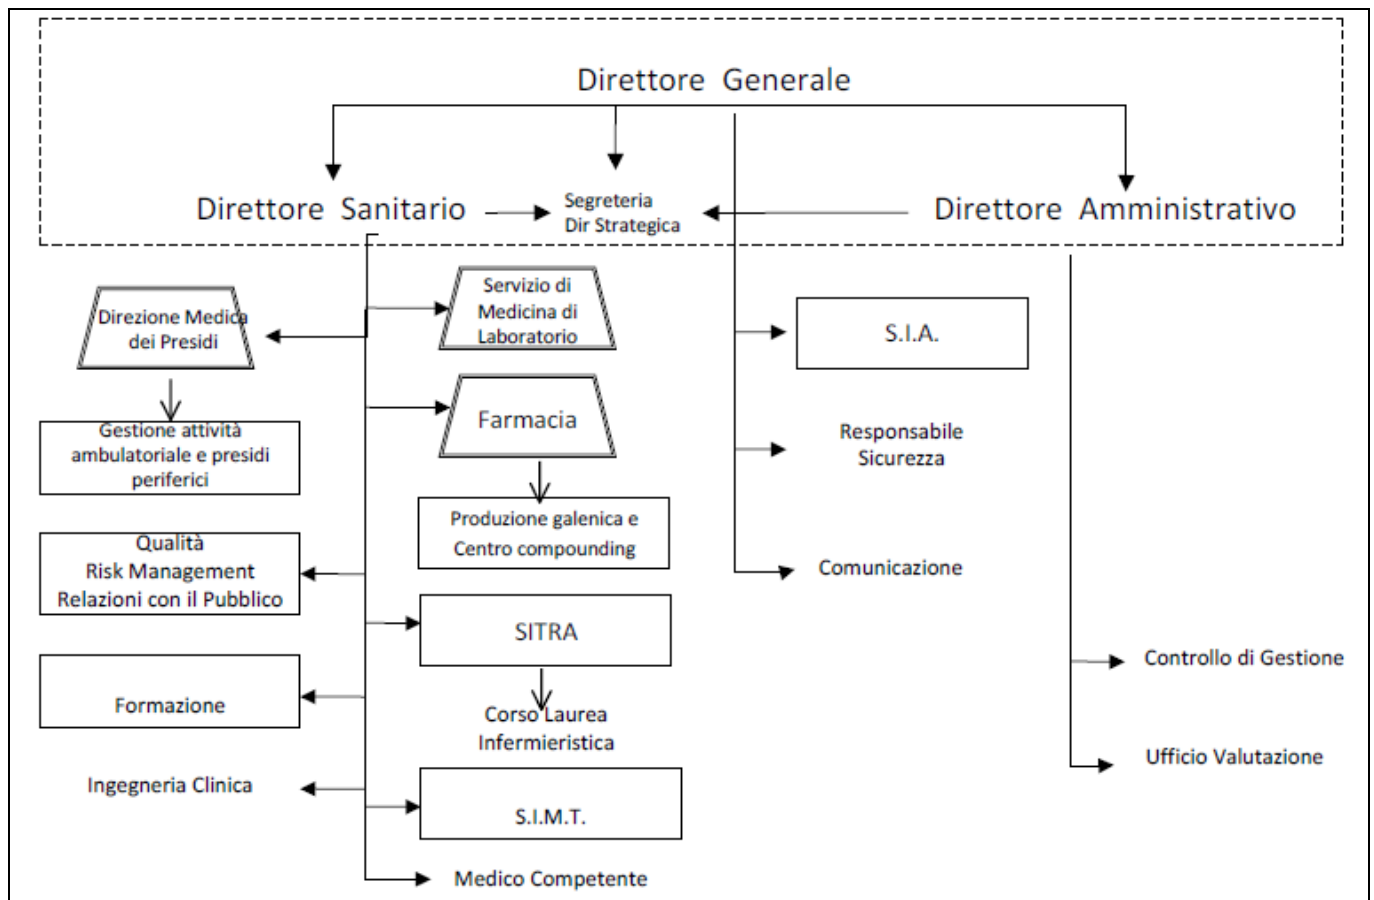 Direttore Generale
Direttore Sanitario
Segreteria
Dir Strategica
Direttore Amministrativo
Direzione Medica
dei Presidi
Servizio di
Medicina di
Laboratorio
S.I.A.
Farmacia
Gestione attività
ambulatoriale e presidi
periferici
Responsabile
Sicurezza
Produzione galenica e
Centro compounding
Qualità
Risk Management
Relazioni con il Pubblico
Comunicazione
SITRA
Controllo di Gestione
Formazione
Corso Laurea
Infermieristica
Ufficio Valutazione
Ingegneria Clinica
S.I.M.T.
Medico Competente